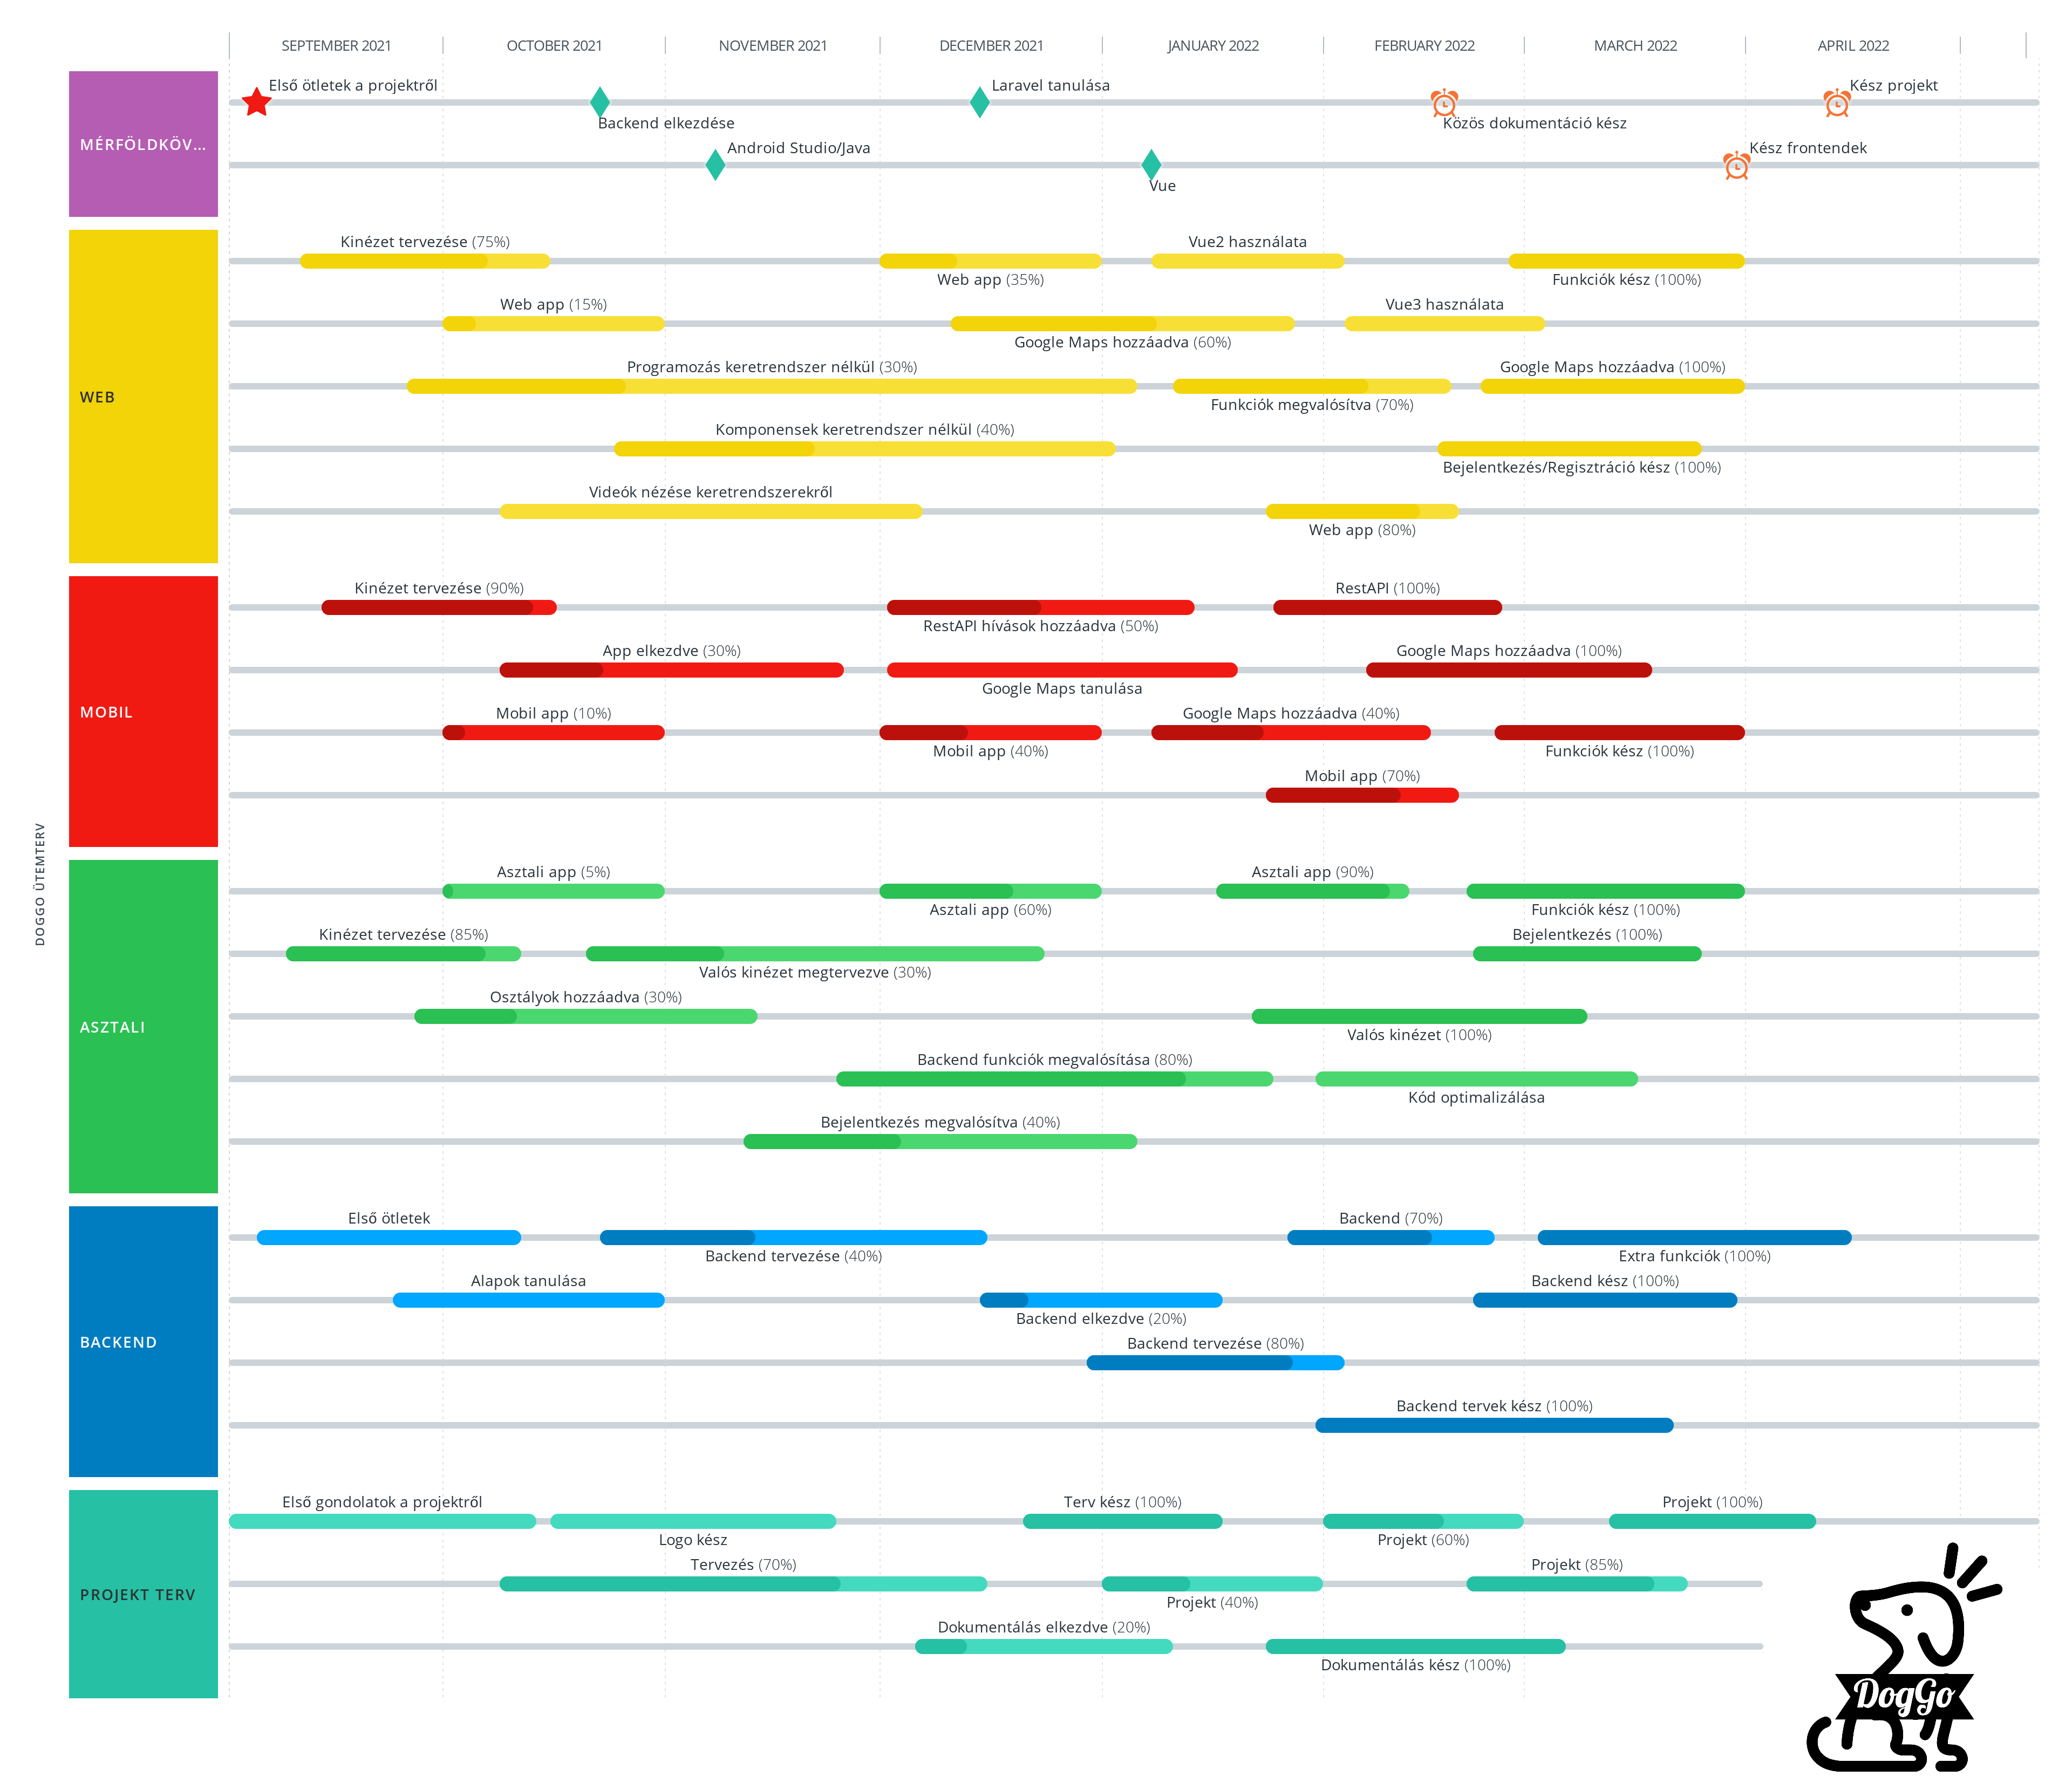 SEPTEMBER 2021 OCTOBER 2021 NOVEMBER 2021 DECEMBER 2021 JANUARY 2022 FEBRUARY 2022 MARCH 2022 APRIL 2022
DOGGO ÜTEMTERV
MÉRFÖLDKÖV...
Első ötletek a projektről Laravel tanulása Kész projekt
Backend elkezdése Közös dokumentáció kész
Android Studio/Java Kész frontendek
Vue
WEB
Kinézet tervezése (75%) Vue2 használata
Web app (35%) Funkciók kész (100%)
Web app (15%) Vue3 használata
Google Maps hozzáadva (60%)
Programozás keretrendszer nélkül (30%) Google Maps hozzáadva (100%)
Funkciók megvalósítva (70%)
Komponensek keretrendszer nélkül (40%)
Bejelentkezés/Regisztráció kész (100%)
Videók nézése keretrendszerekről
Web app (80%)
MOBIL
Kinézet tervezése (90%) RestAPI (100%)
RestAPI hívások hozzáadva (50%)
App elkezdve (30%) Google Maps hozzáadva (100%)
Google Maps tanulása
Mobil app (10%) Google Maps hozzáadva (40%)
Mobil app (40%) Funkciók kész (100%)
Mobil app (70%)
ASZTALI
Asztali app (5%) Asztali app (90%)
Asztali app (60%) Funkciók kész (100%)
Kinézet tervezése (85%) Bejelentkezés (100%)
Valós kinézet megtervezve (30%)
Osztályok hozzáadva (30%)
Valós kinézet (100%)
Backend funkciók megvalósítása (80%)
Kód optimalizálása
Bejelentkezés megvalósítva (40%)
BACKEND
Első ötletek Backend (70%)
Backend tervezése (40%) Extra funkciók (100%)
Alapok tanulása Backend kész (100%)
Backend elkezdve (20%)
Backend tervezése (80%)
Backend tervek kész (100%)
PROJEKT TERV
Első gondolatok a projektről Terv kész (100%) Projekt (100%)
Logo kész Projekt (60%)
Tervezés (70%) Projekt (85%)
Projekt (40%)
Dokumentálás elkezdve (20%)
Dokumentálás kész (100%)
DogGo